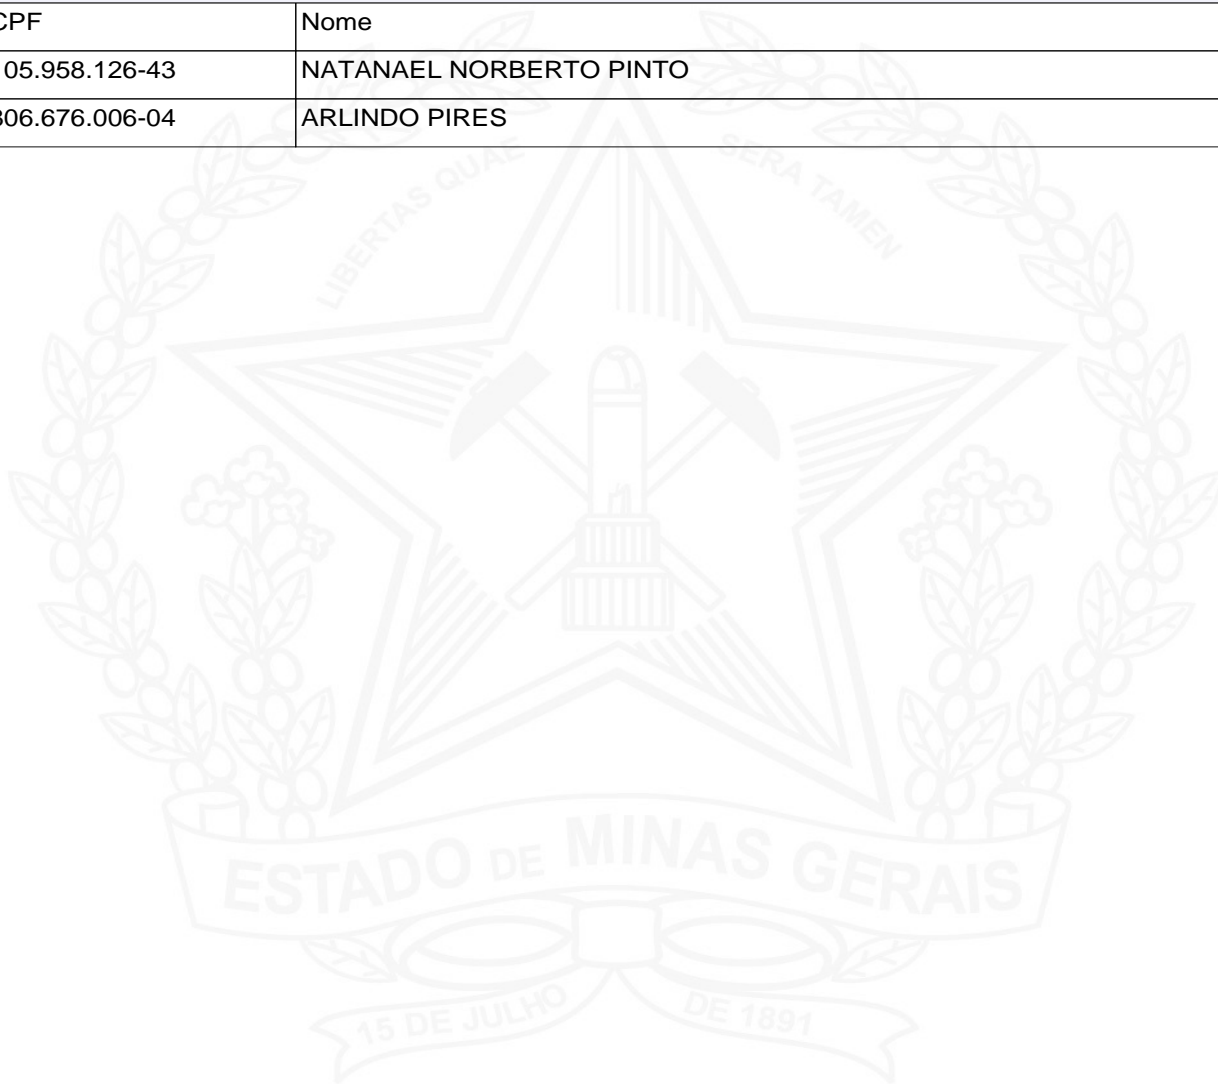 CPF Nome
05.958.126-43 NATANAEL NORBERTO PINTO
306.676.006-04 ARLINDO PIRES
LIBERTAS QUAE SERA TAMEN
ESTADO DE MINAS GERAIS
15 DE JULHO DE 1891